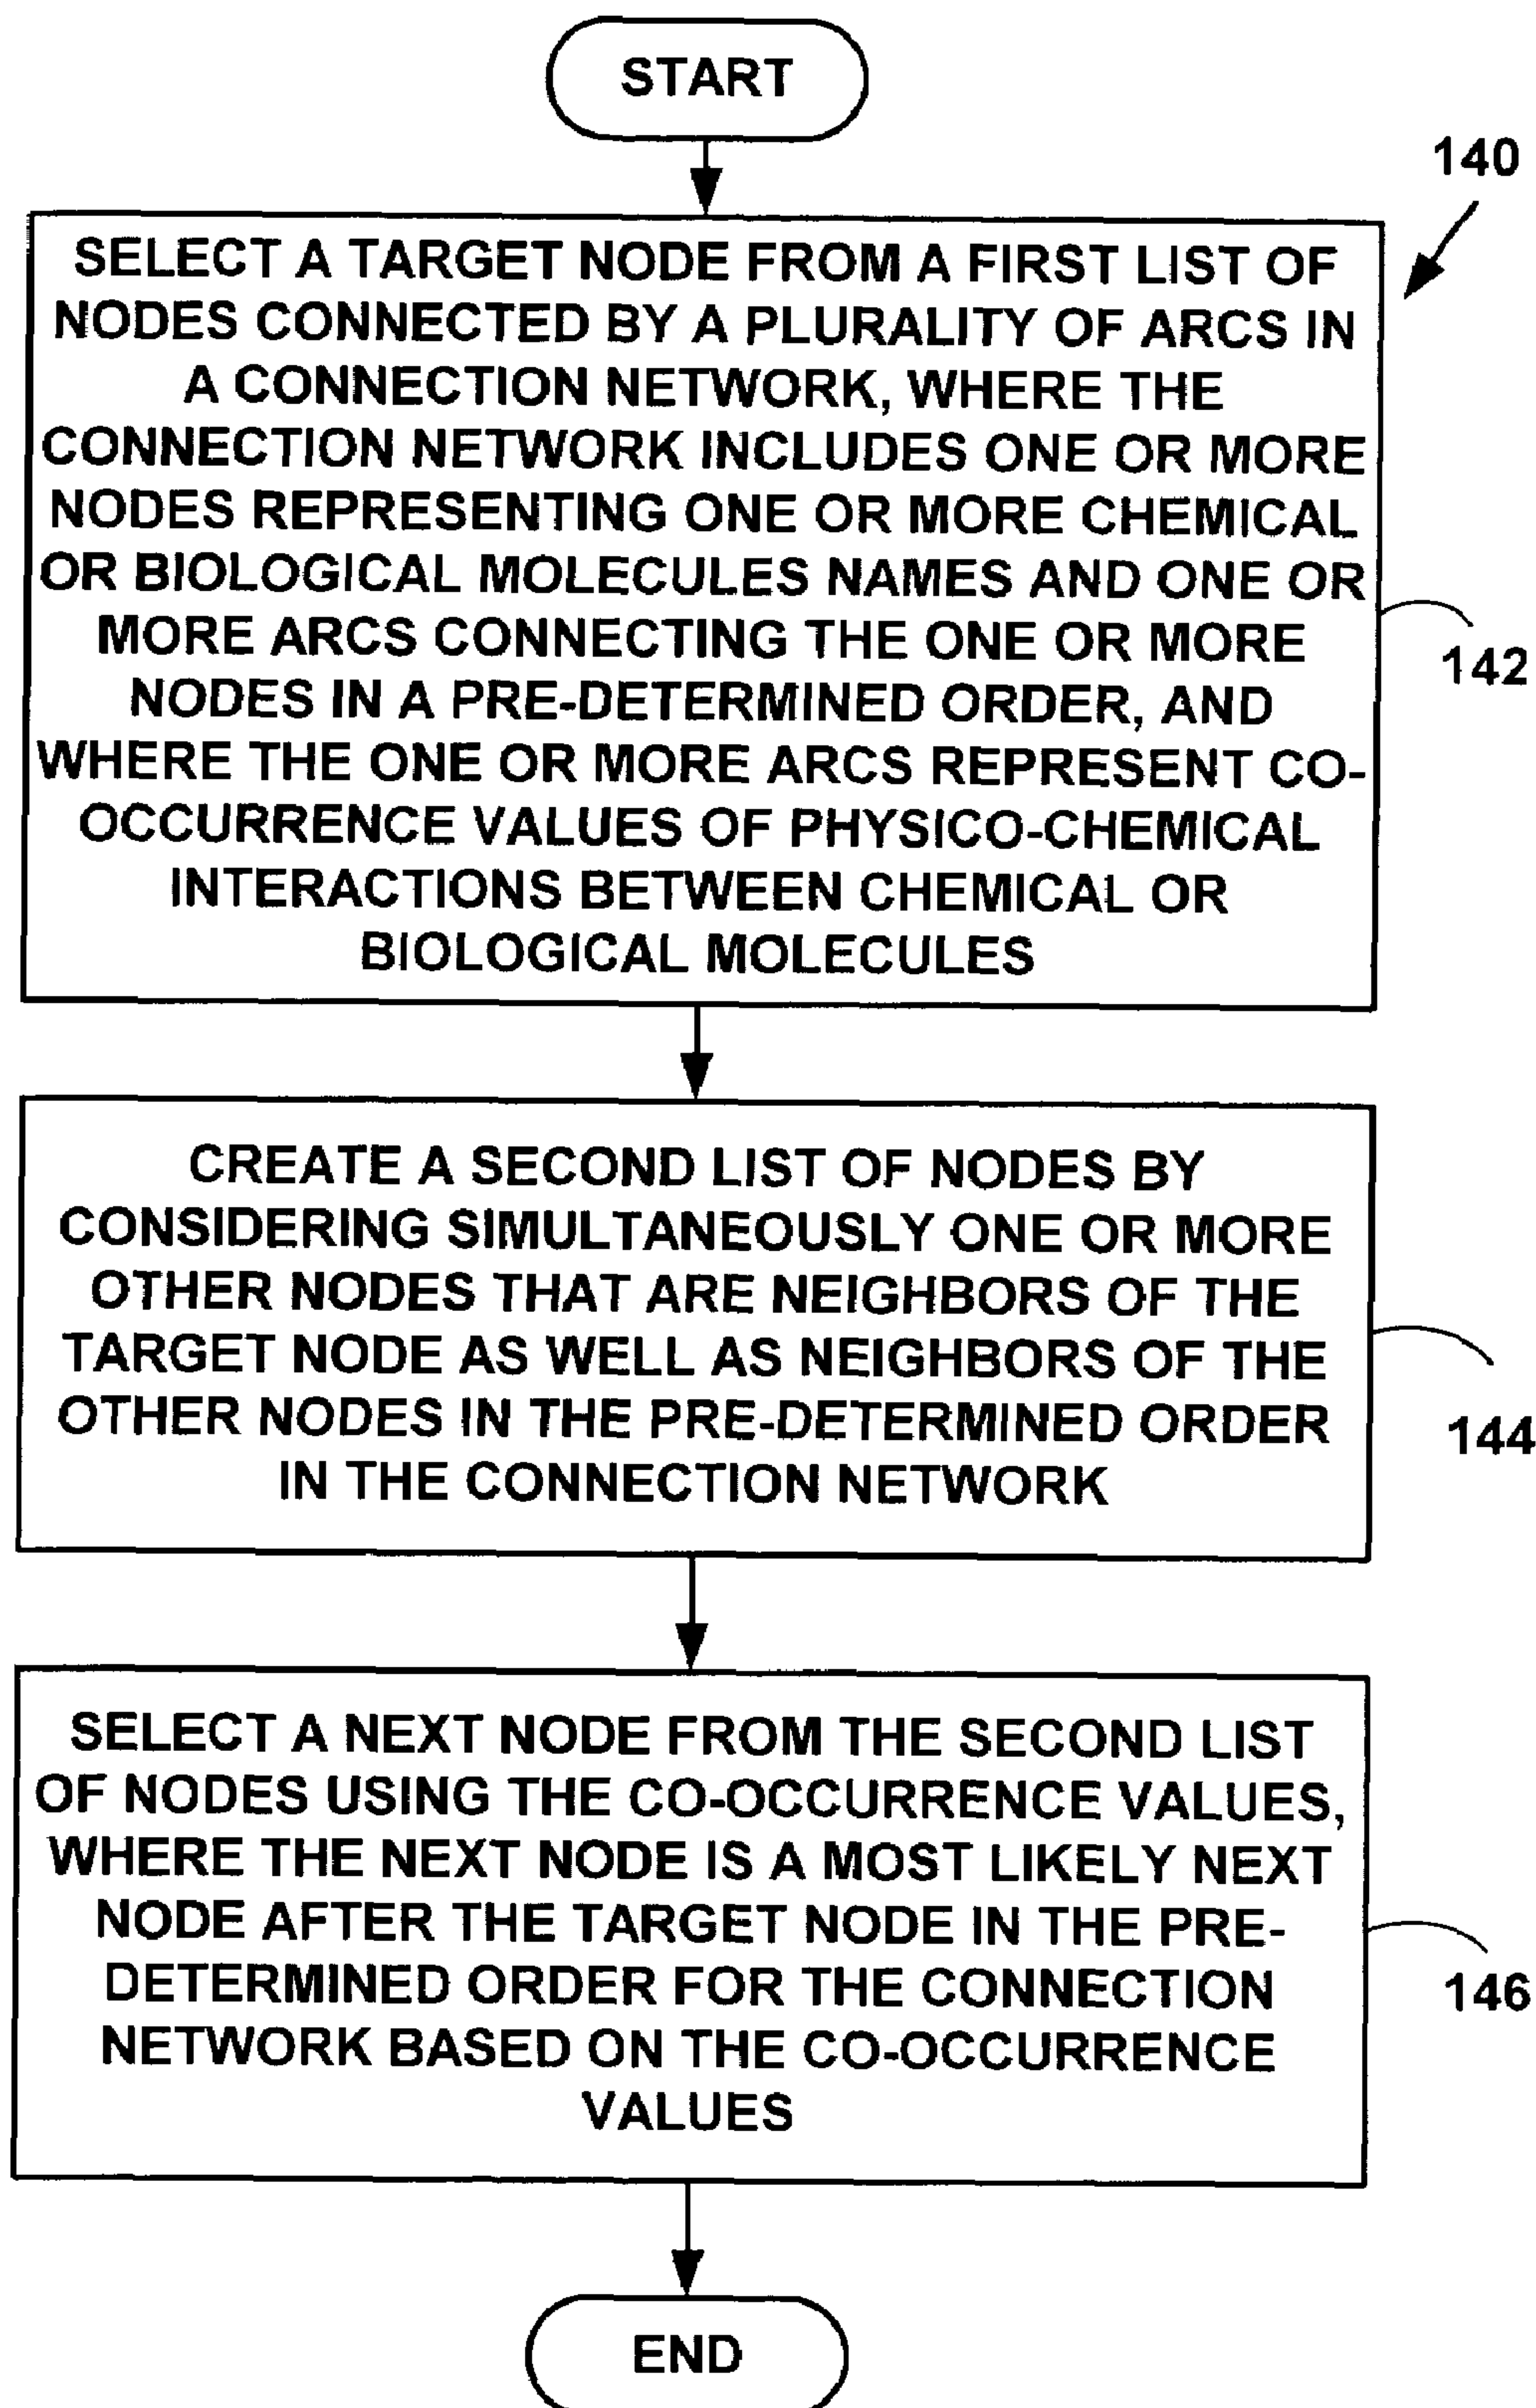 START
140
SELECT A TARGET NODE FROM A FIRST LIST OF
NODES CONNECTED BY A PLURALITY OF ARCS IN
A CONNECTION NETWORK, WHERE THE
CONNECTION NETWORK INCLUDES ONE OR MORE
NODES REPRESENTING ONE OR MORE CHEMICAL
OR BIOLOGICAL MOLECULES NAMES AND ONE OR
MORE ARCS CONNECTING THE ONE OR MORE
NODES IN A PRE-DETERMINED ORDER, AND
WHERE THE ONE OR MORE ARCS REPRESENT CO-
OCCURRENCE VALUES OF PHYSICO-CHEMICAL
INTERACTIONS BETWEEN CHEMICAL OR
BIOLOGICAL MOLECULES
142
CREATE A SECOND LIST OF NODES BY
CONSIDERING SIMULTANEOUSLY ONE OR MORE
OTHER NODES THAT ARE NEIGHBORS OF THE
TARGET NODE AS WELL AS NEIGHBORS OF THE
OTHER NODES IN THE PRE-DETERMINED ORDER
IN THE CONNECTION NETWORK
144
SELECT A NEXT NODE FROM THE SECOND LIST
OF NODES USING THE CO-OCCURRENCE VALUES,
WHERE THE NEXT NODE IS A MOST LIKELY NEXT
NODE AFTER THE TARGET NODE IN THE PRE-
DETERMINED ORDER FOR THE CONNECTION
NETWORK BASED ON THE CO-OCCURRENCE
VALUES
146
END